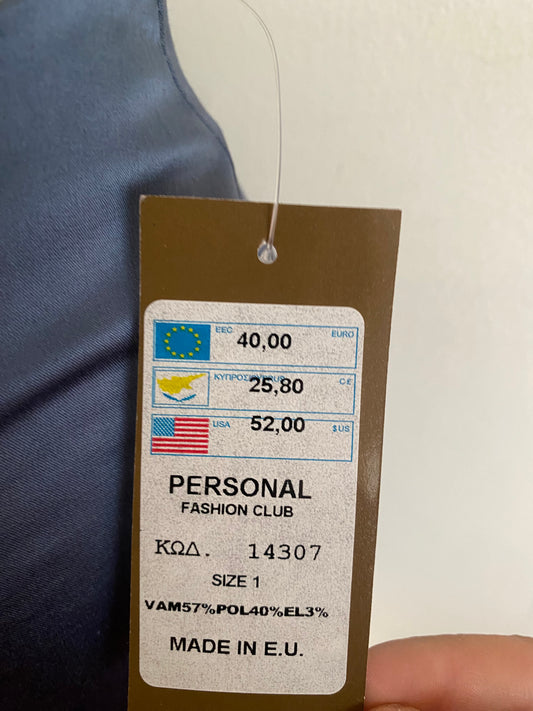 EEC 40,00 EURO
25,80 C£
USA 52,00 $US
PERSONAL
FASHION CLUB
ΚΩΔ. 14307
SIZE 1
VAM57%POL40%EL3%
MADE IN E.U.